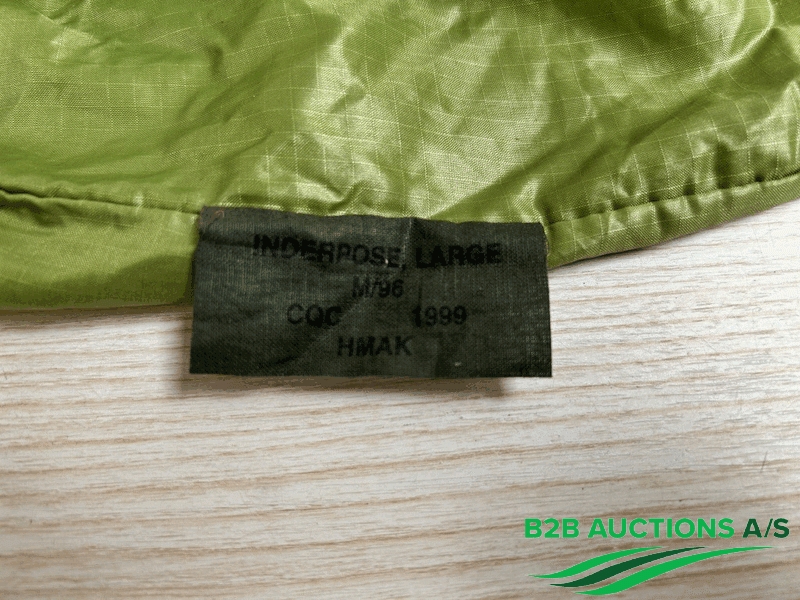 INDERPOSE, LARGE
M/96
CQC 1999
HMAK
B2B AUCTIONS A/S